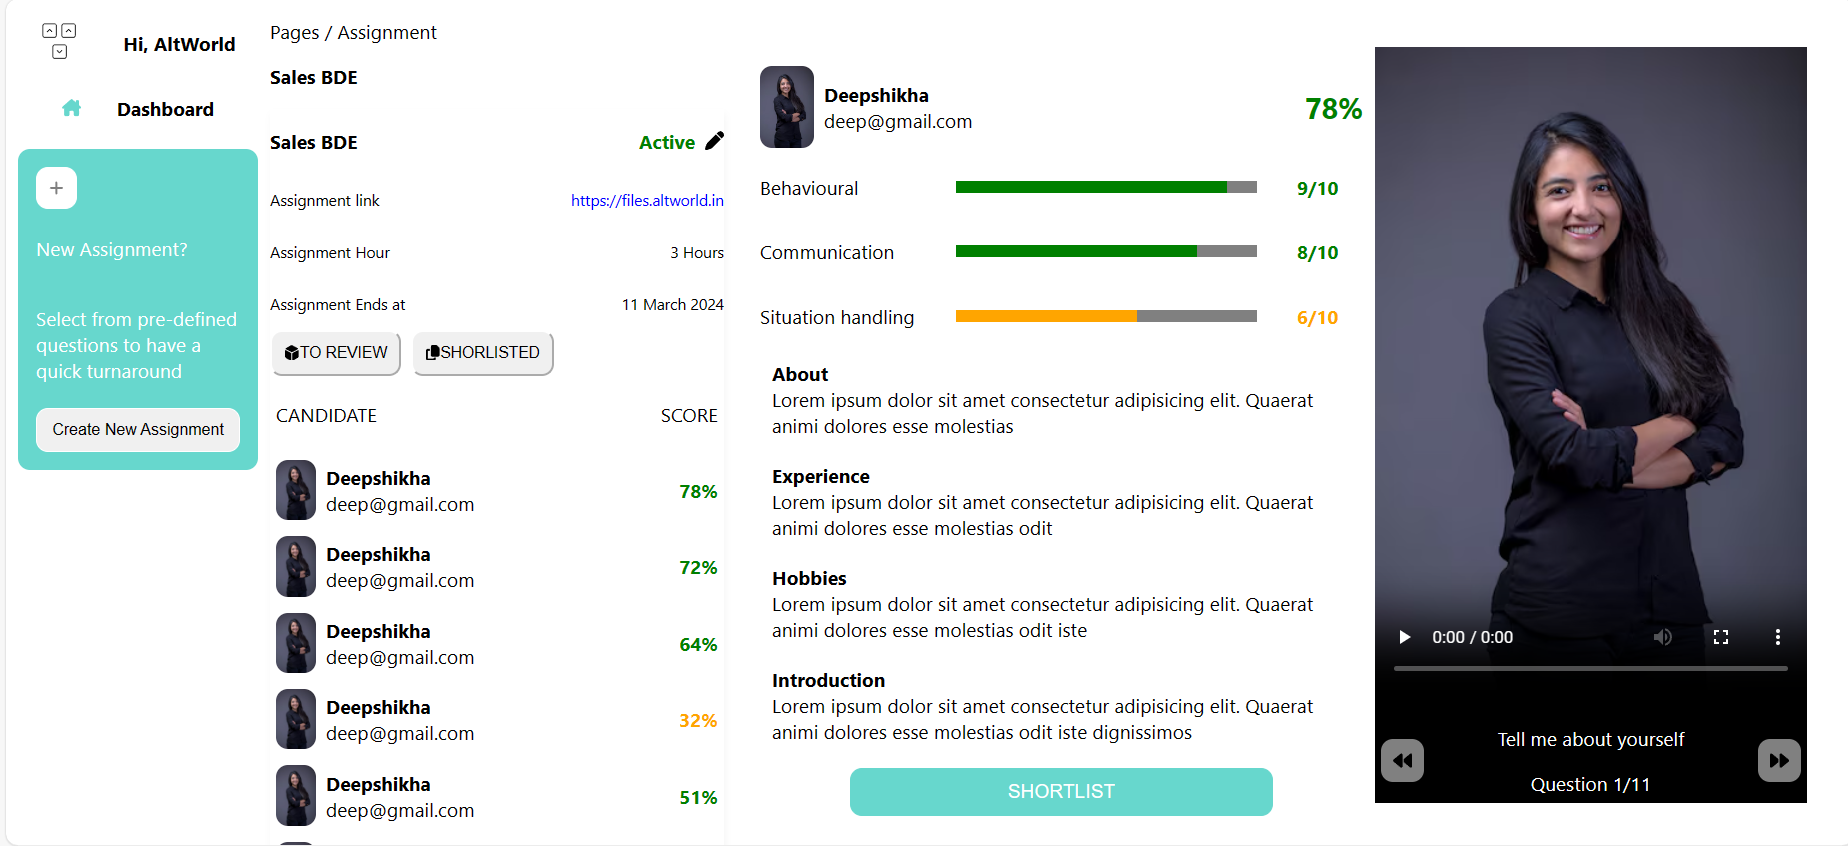 Hi, AltWorld
Dashboard
New Assignment?
Select from pre-defined
questions to have a
quick turnaround
Create New Assignment
Pages / Assignment
Sales BDE
Sales BDE
Active
Assignment link
https://files.altworld.in
Assignment Hour
3 Hours
Assignment Ends at
11 March 2024
TO REVIEW
SHORLISTED
CANDIDATE
SCORE
Deepshikha
deep@gmail.com
78%
Deepshikha
deep@gmail.com
72%
Deepshikha
deep@gmail.com
64%
Deepshikha
deep@gmail.com
32%
Deepshikha
deep@gmail.com
51%
Deepshikha
deep@gmail.com
78%
Behavioural
9/10
Communication
8/10
Situation handling
6/10
About
Lorem ipsum dolor sit amet consectetur adipisicing elit. Quaerat
animi dolores esse molestias
Experience
Lorem ipsum dolor sit amet consectetur adipisicing elit. Quaerat
animi dolores esse molestias odit
Hobbies
Lorem ipsum dolor sit amet consectetur adipisicing elit. Quaerat
animi dolores esse molestias odit iste
Introduction
Lorem ipsum dolor sit amet consectetur adipisicing elit. Quaerat
animi dolores esse molestias odit iste dignissimos
SHORTLIST
0:00 / 0:00
Tell me about yourself
Question 1/11